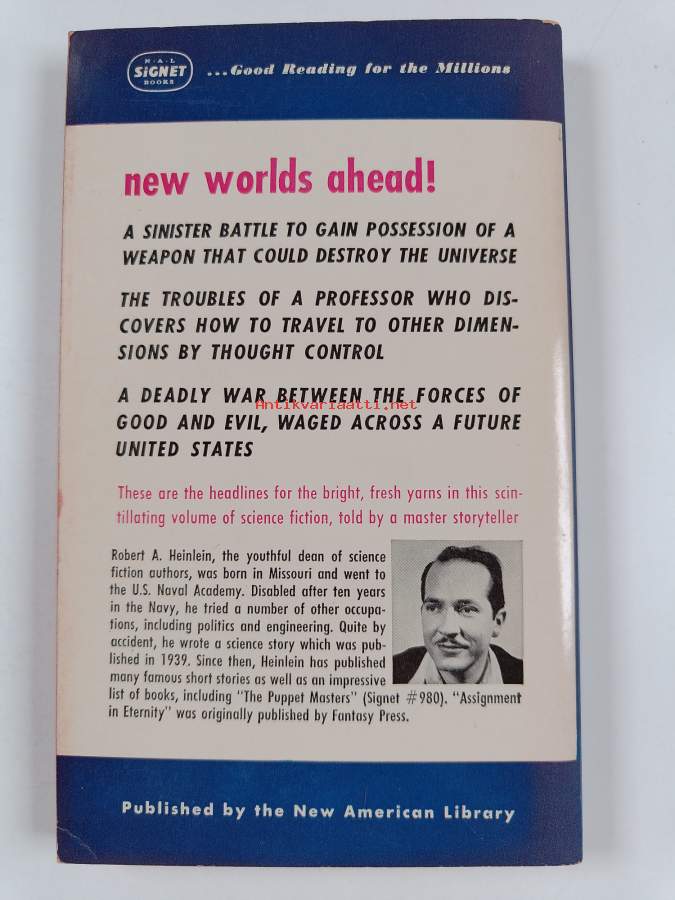 N·A·L
SIGNET
BOOKS
...Good Reading for the Millions
new worlds ahead!
A SINISTER BATTLE TO GAIN POSSESSION OF A
WEAPON THAT COULD DESTROY THE UNIVERSE
THE TROUBLES OF A PROFESSOR WHO DIS-
COVERS HOW TO TRAVEL TO OTHER DIMEN-
SIONS BY THOUGHT CONTROL
A DEADLY WAR BETWEEN THE FORCES OF
Antikvariaatti.net
GOOD AND EVIL, WAGED ACROSS A FUTURE
UNITED STATES
These are the headlines for the bright, fresh yarns in this scin-
tillating volume of science fiction, told by a master storyteller
Robert A. Heinlein, the youthful dean of science
fiction authors, was born in Missouri and went to
the U.S. Naval Academy. Disabled after ten years
in the Navy, he tried a number of other occupa-
tions, including politics and engineering. Quite by
accident, he wrote a science story which was pub-
lished in 1939. Since then, Heinlein has published
many famous short stories as well as an impressive
list of books, including "The Puppet Masters" (Signet #980). "Assignment
in Eternity" was originally published by Fantasy Press.
Published by the New American Library